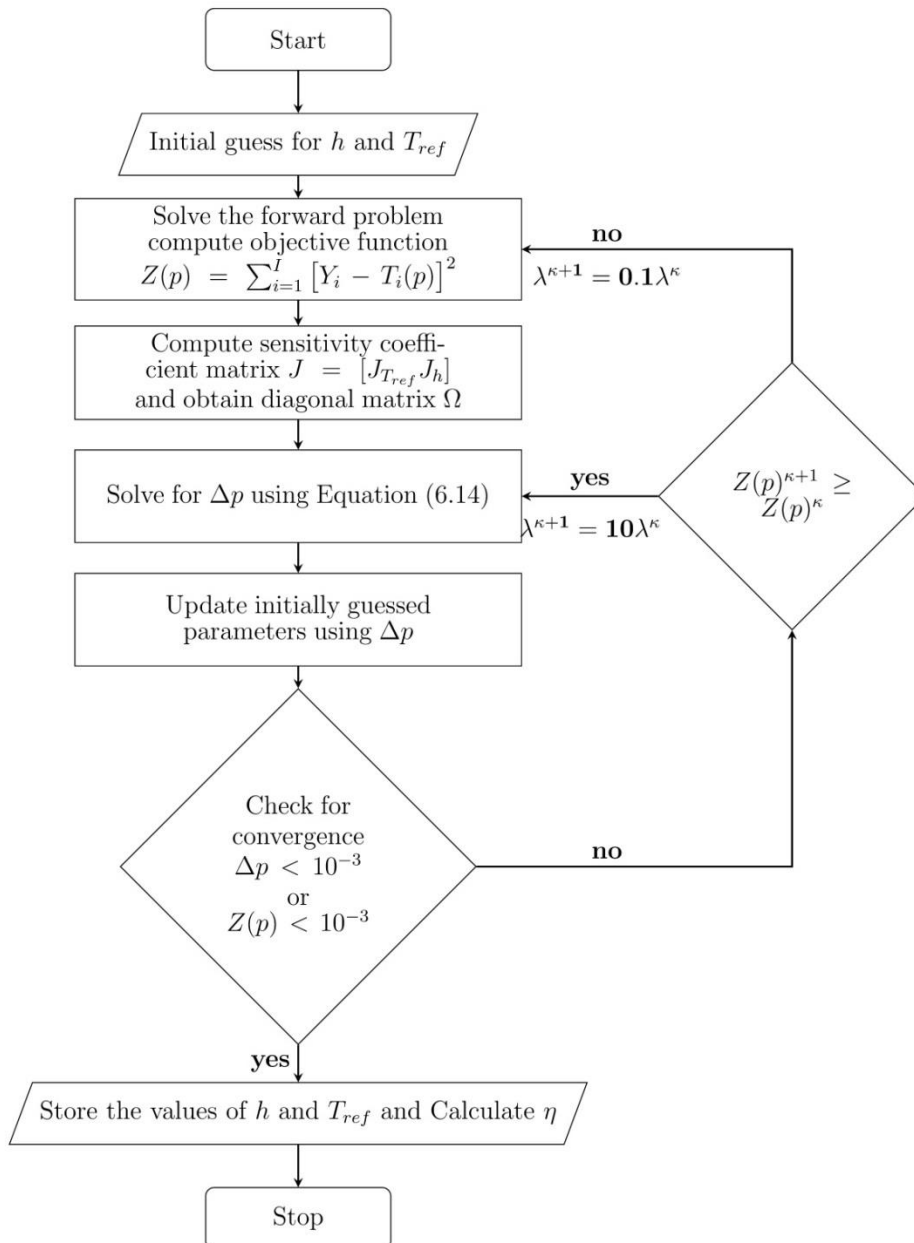 Start
Initial guess for h and T_ref
Solve the forward problem
compute objective function
Z(p) = ∑_{i=1}^{I} [Y_i − T_i(p)]^2
no
λ^{κ+1} = 0.1λ^κ
Compute sensitivity coeffi-
cient matrix J = [J_{T_ref} J_h]
and obtain diagonal matrix Ω
Solve for Δp using Equation (6.14)
yes
λ^{κ+1} = 10λ^κ
Z(p)^{κ+1} ≥
Z(p)^κ
Update initially guessed
parameters using Δp
Check for
convergence
Δp < 10^{−3}
or
Z(p) < 10^{−3}
no
yes
Store the values of h and T_ref and Calculate η
Stop